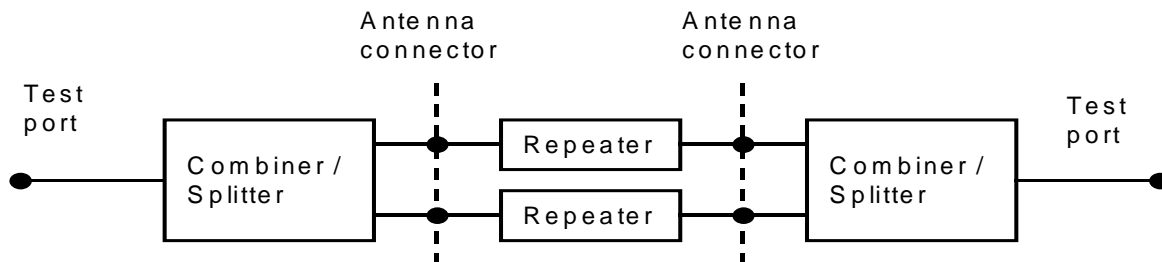 Antenna
connector
Antenna
connector
Test
port
Test
port
Combiner/
Splitter
Repeater
Repeater
Combiner/
Splitter